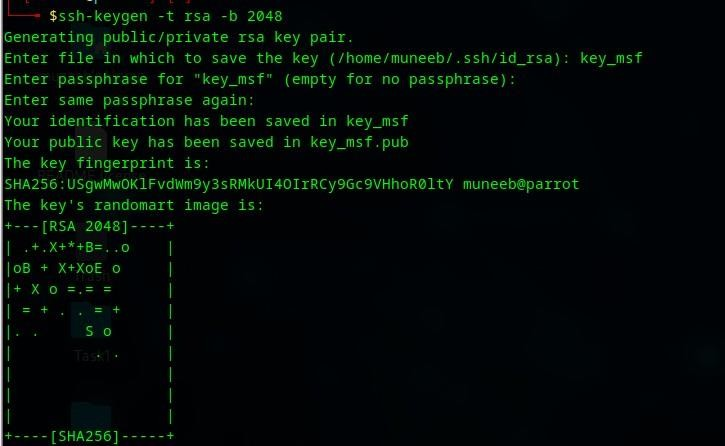 $ssh-keygen -t rsa -b 2048
Generating public/private rsa key pair.
Enter file in which to save the key (/home/muneeb/.ssh/id_rsa): key_msf
Enter passphrase for "key_msf" (empty for no passphrase):
Enter same passphrase again:
Your identification has been saved in key_msf
Your public key has been saved in key_msf.pub
The key fingerprint is:
SHA256:USgwMwOKlFvdWm9y3sRMkUI4OIrRCy9Gc9VHhoR0ltY muneeb@parrot
The key's randomart image is:
+---[RSA 2048]----+
| .+.X+*+B=..o    |
|oB + X+XoE o     |
|+ X o =.= =      |
| = + . . = +     |
|. .     S o      |
|         . .     |
|                 |
|                 |
|                 |
+----[SHA256]-----+